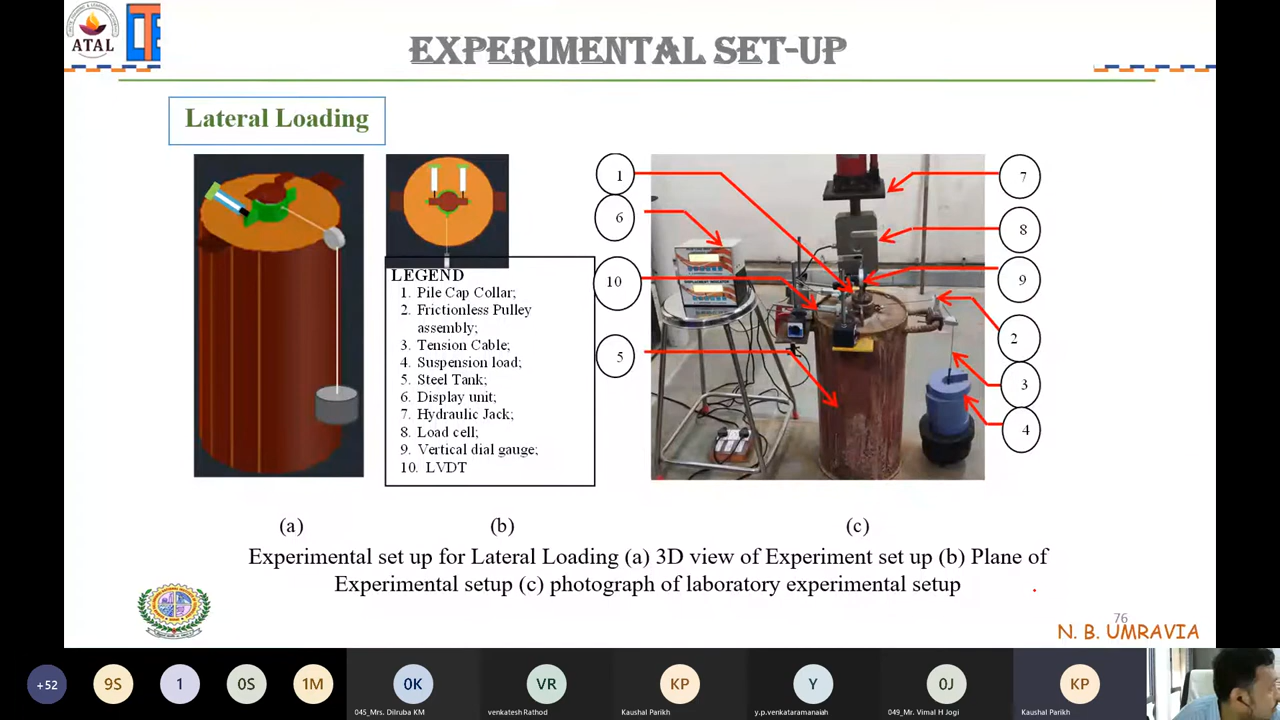 ATAL
EXPERIMENTAL SET-UP
Lateral Loading
LEGEND
1. Pile Cap Collar;
2. Frictionless Pulley
assembly;
3. Tension Cable;
4. Suspension load;
5. Steel Tank;
6. Display unit;
7. Hydraulic Jack;
8. Load cell;
9. Vertical dial gauge;
10. LVDT
1
6
10
5
7
8
9
2
3
4
(a)
(b)
(c)
Experimental set up for Lateral Loading (a) 3D view of Experiment set up (b) Plane of
Experimental setup (c) photograph of laboratory experimental setup
76
N. B. UMRAVIA
+52
9S
1
0S
1M
0K
VR
KP
Y
0J
KP
045_Mrs. Dilruba KM
venkatesh Rathod
Kaushal Parikh
y.p.venkataramanaiah
049_Mr. Vimal H Jogi
Kaushal Parikh